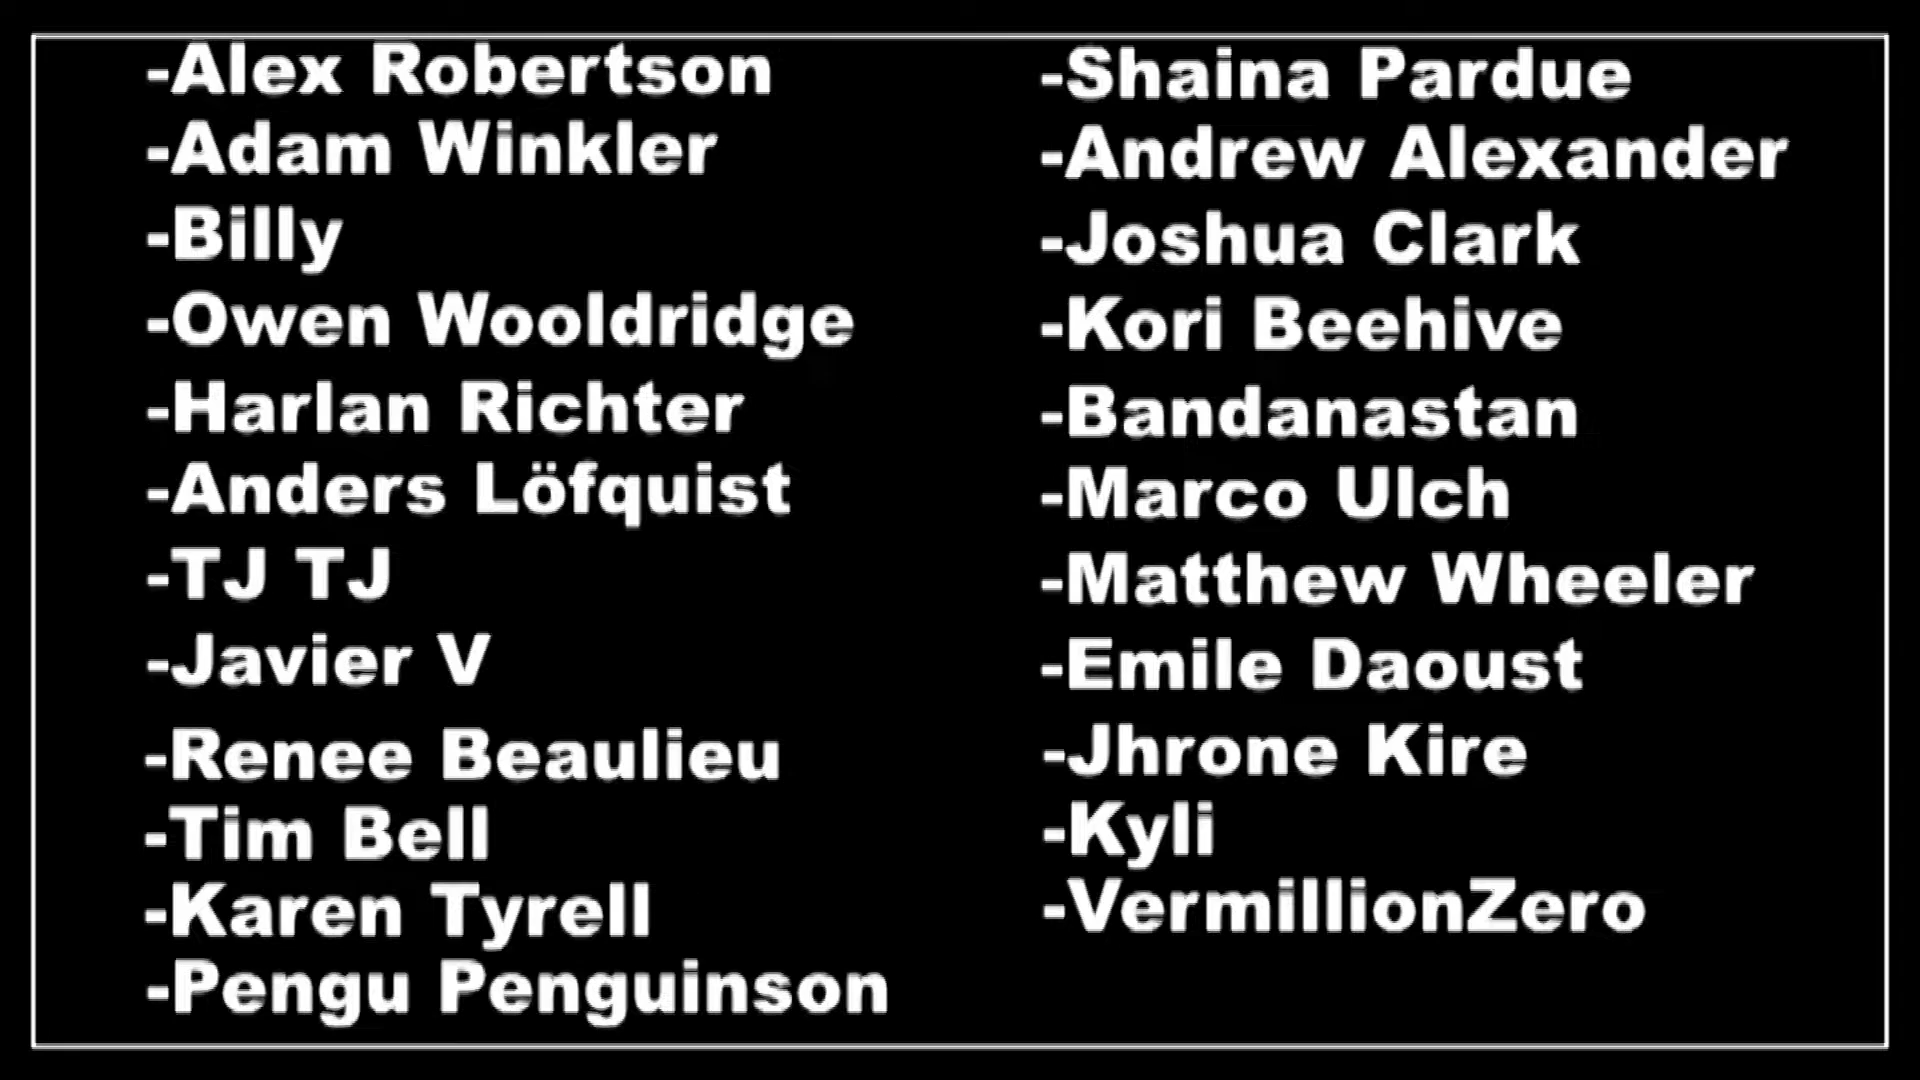 -Alex Robertson
-Adam Winkler
-Billy
-Owen Wooldridge
-Harlan Richter
-Anders Löfquist
-TJ TJ
-Javier V
-Renee Beaulieu
-Tim Bell
-Karen Tyrell
-Pengu Penguinson
-Shaina Pardue
-Andrew Alexander
-Joshua Clark
-Kori Beehive
-Bandanastan
-Marco Ulch
-Matthew Wheeler
-Emile Daoust
-Jhrone Kire
-Kyli
-VermillionZero